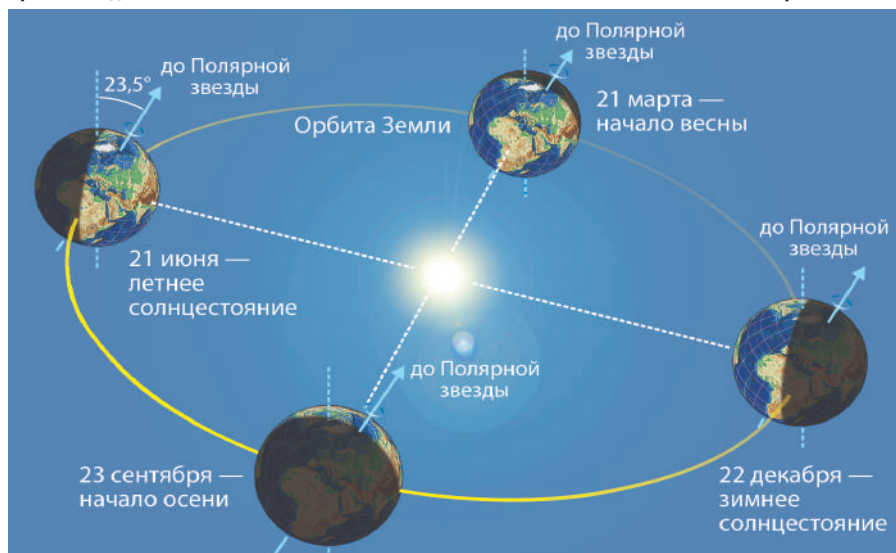 23,5°
до Полярной
звезды
Орбита Земли
до Полярной
звезды
21 марта —
начало весны
21 июня —
летнее
солнцестояние
до Полярной
звезды
до Полярной
звезды
23 сентября —
начало осени
22 декабря —
зимнее
солнцестояние